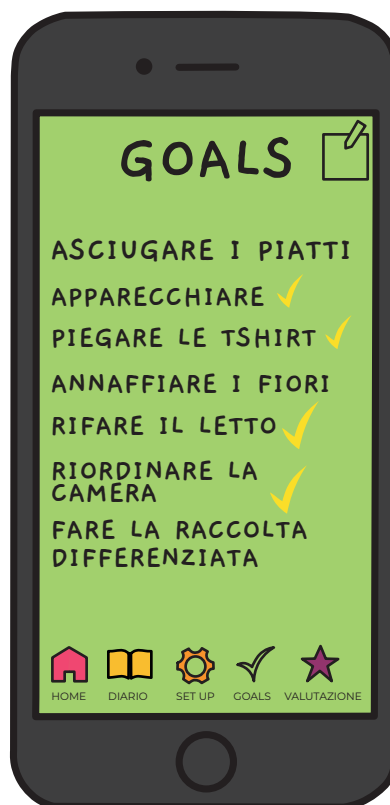 GOALS
ASCIUGARE I PIATTI
APPARECCHIARE
PIEGARE LE TSHIRT
ANNAFFIARE I FIORI
RIFARE IL LETTO
RIORDINARE LA
CAMERA
FARE LA RACCOLTA
DIFFERENZIATA
HOME DIARIO SET UP GOALS VALUTAZIONE